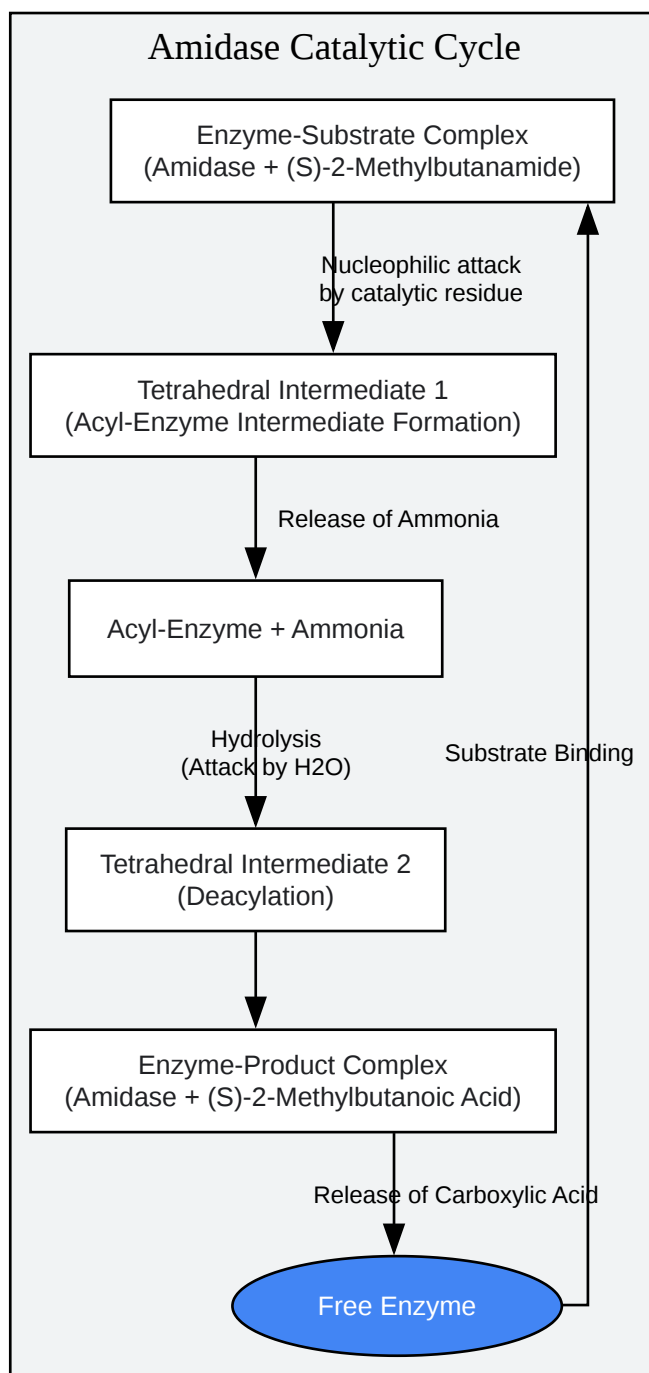 Amidase Catalytic Cycle
Enzyme-Substrate Complex
(Amidase + (S)-2-Methylbutanamide)
Nucleophilic attack
by catalytic residue
Tetrahedral Intermediate 1
(Acyl-Enzyme Intermediate Formation)
Release of Ammonia
Acyl-Enzyme + Ammonia
Hydrolysis
(Attack by H2O)
Substrate Binding
Tetrahedral Intermediate 2
(Deacylation)
Enzyme-Product Complex
(Amidase + (S)-2-Methylbutanoic Acid)
Release of Carboxylic Acid
Free Enzyme